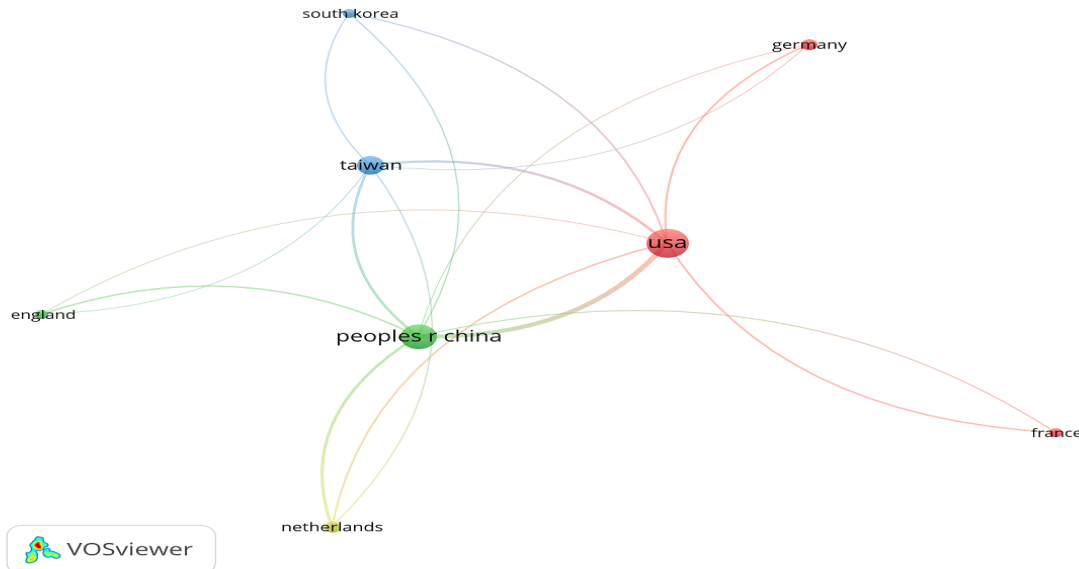 south korea
germany
taiwan
usa
england
peoples r china
france
netherlands
VOSviewer